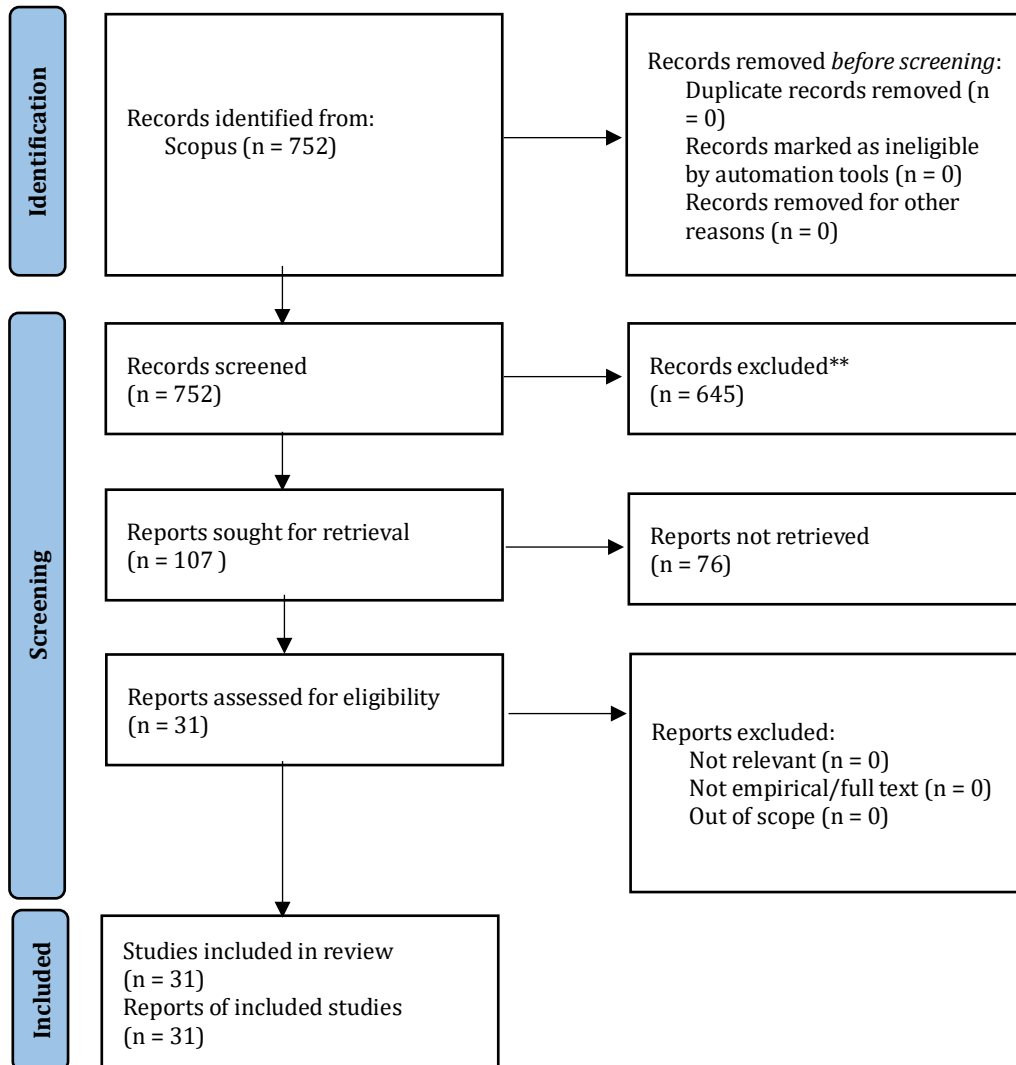 Identification
Records identified from:
Scopus (n = 752)
Records removed before screening:
Duplicate records removed (n
= 0)
Records marked as ineligible
by automation tools (n = 0)
Records removed for other
reasons (n = 0)
Screening
Records screened
(n = 752)
Records excluded**
(n = 645)
Reports sought for retrieval
(n = 107 )
Reports not retrieved
(n = 76)
Reports assessed for eligibility
(n = 31)
Reports excluded:
Not relevant (n = 0)
Not empirical/full text (n = 0)
Out of scope (n = 0)
Included
Studies included in review
(n = 31)
Reports of included studies
(n = 31)